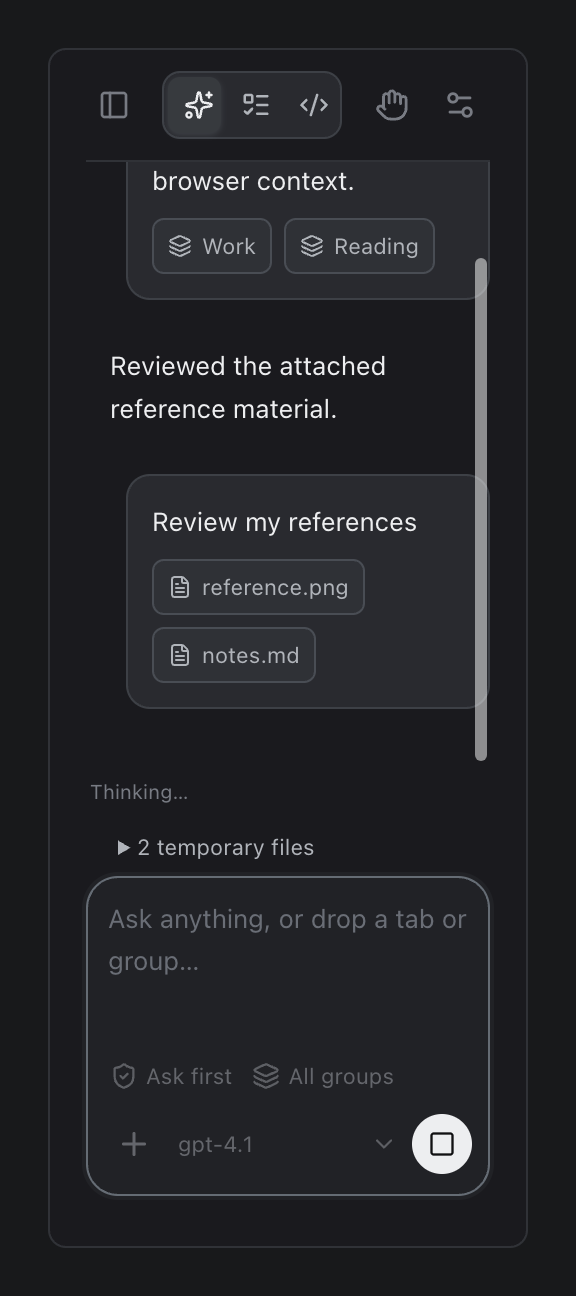 browser context.
Work Reading
Reviewed the attached
reference material.
Review my references
reference.png
notes.md
Thinking...
2 temporary files
Ask anything, or drop a tab or
group...
Ask first All groups
gpt-4.1